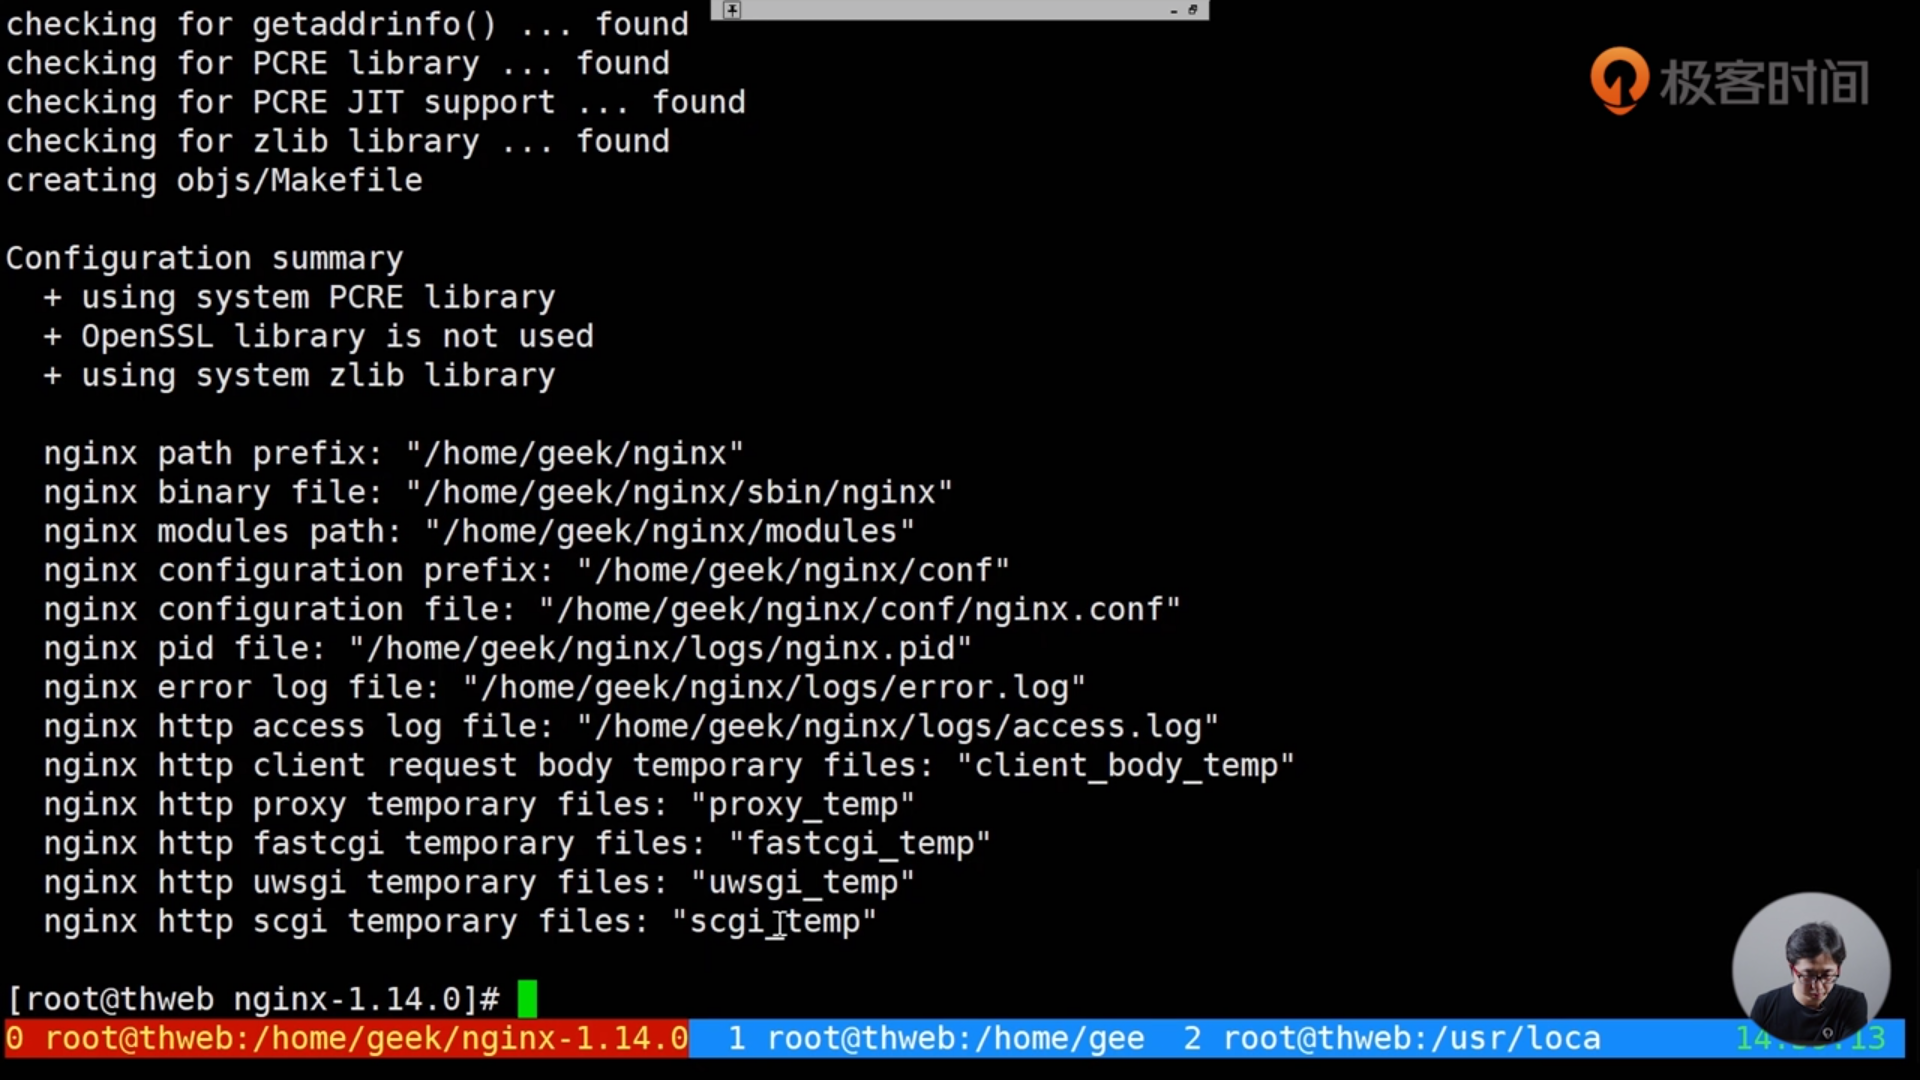 checking for getaddrinfo() ... found
checking for PCRE library ... found
checking for PCRE JIT support ... found
checking for zlib library ... found
creating objs/Makefile
极客时间
Configuration summary
  + using system PCRE library
  + OpenSSL library is not used
  + using system zlib library
  nginx path prefix: "/home/geek/nginx"
  nginx binary file: "/home/geek/nginx/sbin/nginx"
  nginx modules path: "/home/geek/nginx/modules"
  nginx configuration prefix: "/home/geek/nginx/conf"
  nginx configuration file: "/home/geek/nginx/conf/nginx.conf"
  nginx pid file: "/home/geek/nginx/logs/nginx.pid"
  nginx error log file: "/home/geek/nginx/logs/error.log"
  nginx http access log file: "/home/geek/nginx/logs/access.log"
  nginx http client request body temporary files: "client_body_temp"
  nginx http proxy temporary files: "proxy_temp"
  nginx http fastcgi temporary files: "fastcgi_temp"
  nginx http uwsgi temporary files: "uwsgi_temp"
  nginx http scgi temporary files: "scgi_temp"
[root@thweb nginx-1.14.0]#
0 root@thweb:/home/geek/nginx-1.14.0  1 root@thweb:/home/gee  2 root@thweb:/usr/loca